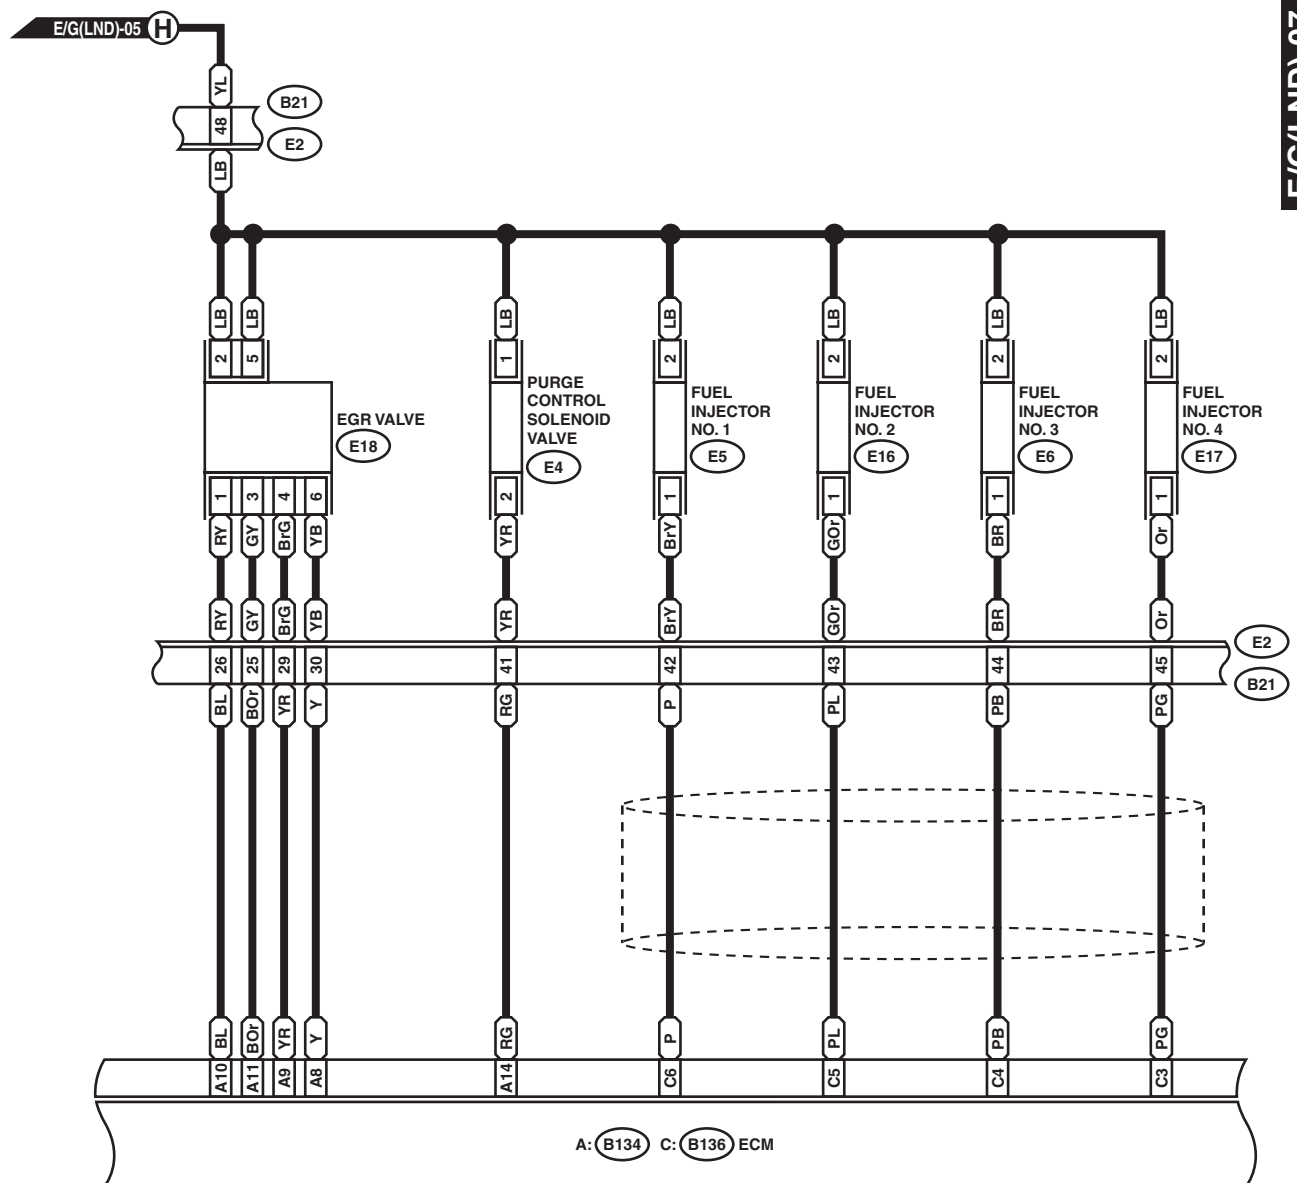 E/G(LND)-05 H
YL
B21
48
E2
LB
LB LB LB LB LB LB LB
2 5 1 2 2 2 2
PURGE
CONTROL
SOLENOID
VALVE
E4
EGR VALVE
E18
FUEL
INJECTOR
NO. 1
E5
FUEL
INJECTOR
NO. 2
E16
FUEL
INJECTOR
NO. 3
E6
FUEL
INJECTOR
NO. 4
E17
1 3 4 6 2 1 1 1 1
RY GY BrG YB YR BrY GOr BR Or
RY GY BrG YB YR BrY GOr BR Or
E2
26 25 29 30 41 42 43 44 45
B21
BL BOr YR Y RG P PL PB PG
BL BOr YR Y RG P PL PB PG
A10 A11 A9 A8 A14 C6 C5 C4 C3
A: B134 C: B136 ECM